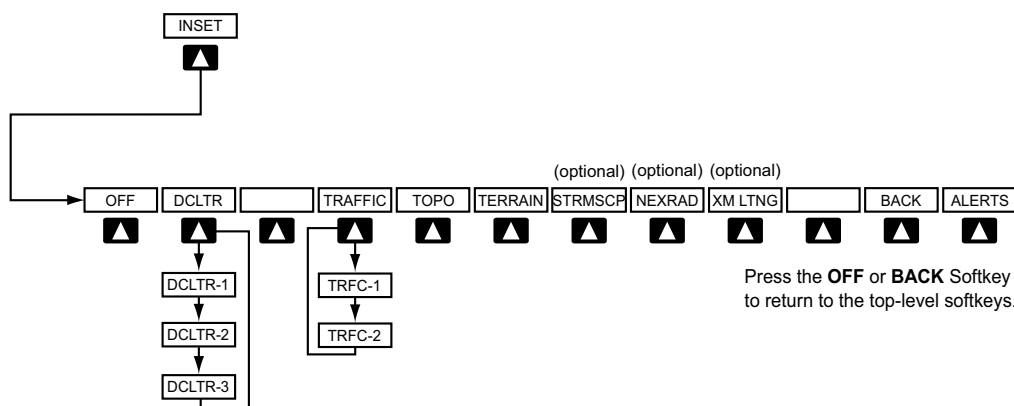 INSET
(optional) (optional) (optional)
OFF DCLTR TRAFFIC TOPO TERRAIN STRMSCP NEXRAD XM LTNG BACK ALERTS
Press the OFF or BACK Softkey
to return to the top-level softkeys.
DCLTR-1 TRFC-1
DCLTR-2 TRFC-2
DCLTR-3